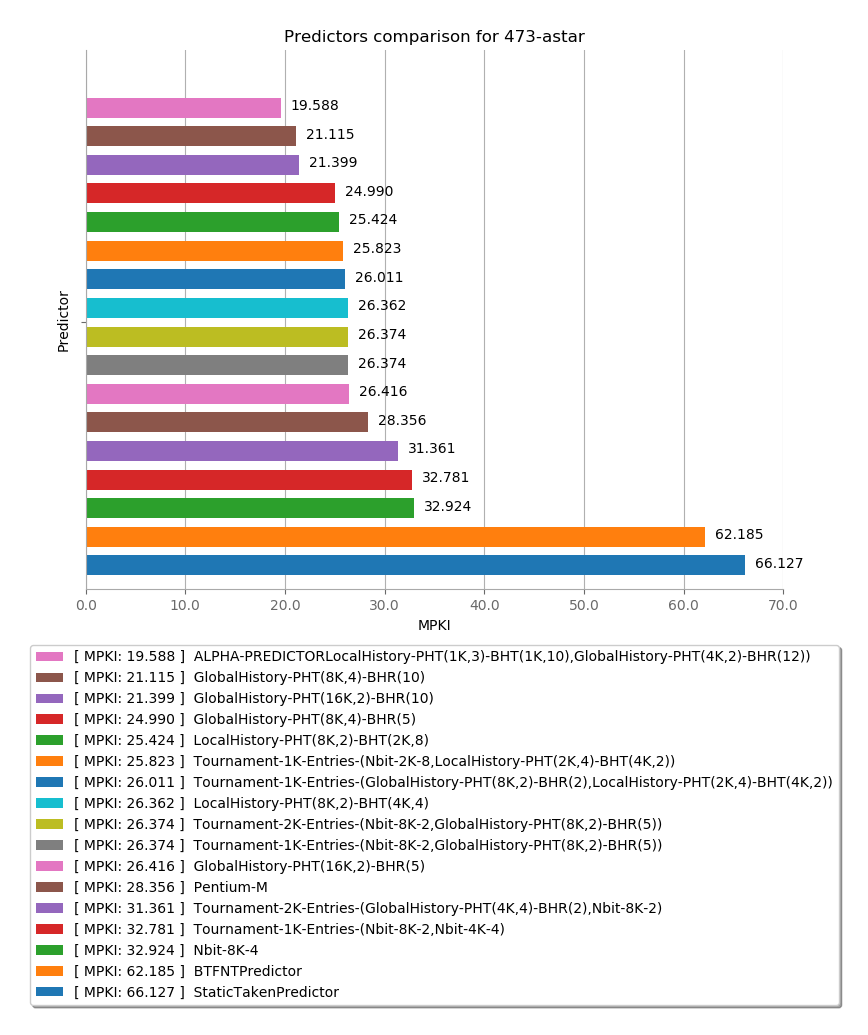 Predictors comparison for 473-astar
19.588
21.115
21.399
24.990
25.424
25.823
26.011
26.362
26.374
26.374
26.416
28.356
31.361
32.781
32.924
62.185
66.127
Predictor
0.0 10.0 20.0 30.0 40.0 50.0 60.0 70.0
MPKI
[ MPKI: 19.588 ] ALPHA-PREDICTORLocalHistory-PHT(1K,3)-BHT(1K,10),GlobalHistory-PHT(4K,2)-BHR(12))
[ MPKI: 21.115 ] GlobalHistory-PHT(8K,4)-BHR(10)
[ MPKI: 21.399 ] GlobalHistory-PHT(16K,2)-BHR(10)
[ MPKI: 24.990 ] GlobalHistory-PHT(8K,4)-BHR(5)
[ MPKI: 25.424 ] LocalHistory-PHT(8K,2)-BHT(2K,8)
[ MPKI: 25.823 ] Tournament-1K-Entries-(Nbit-2K-8,LocalHistory-PHT(2K,4)-BHT(4K,2))
[ MPKI: 26.011 ] Tournament-1K-Entries-(GlobalHistory-PHT(8K,2)-BHR(2),LocalHistory-PHT(2K,4)-BHT(4K,2))
[ MPKI: 26.362 ] LocalHistory-PHT(8K,2)-BHT(4K,4)
[ MPKI: 26.374 ] Tournament-2K-Entries-(Nbit-8K-2,GlobalHistory-PHT(8K,2)-BHR(5))
[ MPKI: 26.374 ] Tournament-1K-Entries-(Nbit-8K-2,GlobalHistory-PHT(8K,2)-BHR(5))
[ MPKI: 26.416 ] GlobalHistory-PHT(16K,2)-BHR(5)
[ MPKI: 28.356 ] Pentium-M
[ MPKI: 31.361 ] Tournament-2K-Entries-(GlobalHistory-PHT(4K,4)-BHR(2),Nbit-8K-2)
[ MPKI: 32.781 ] Tournament-1K-Entries-(Nbit-8K-2,Nbit-4K-4)
[ MPKI: 32.924 ] Nbit-8K-4
[ MPKI: 62.185 ] BTFNTPredictor
[ MPKI: 66.127 ] StaticTakenPredictor